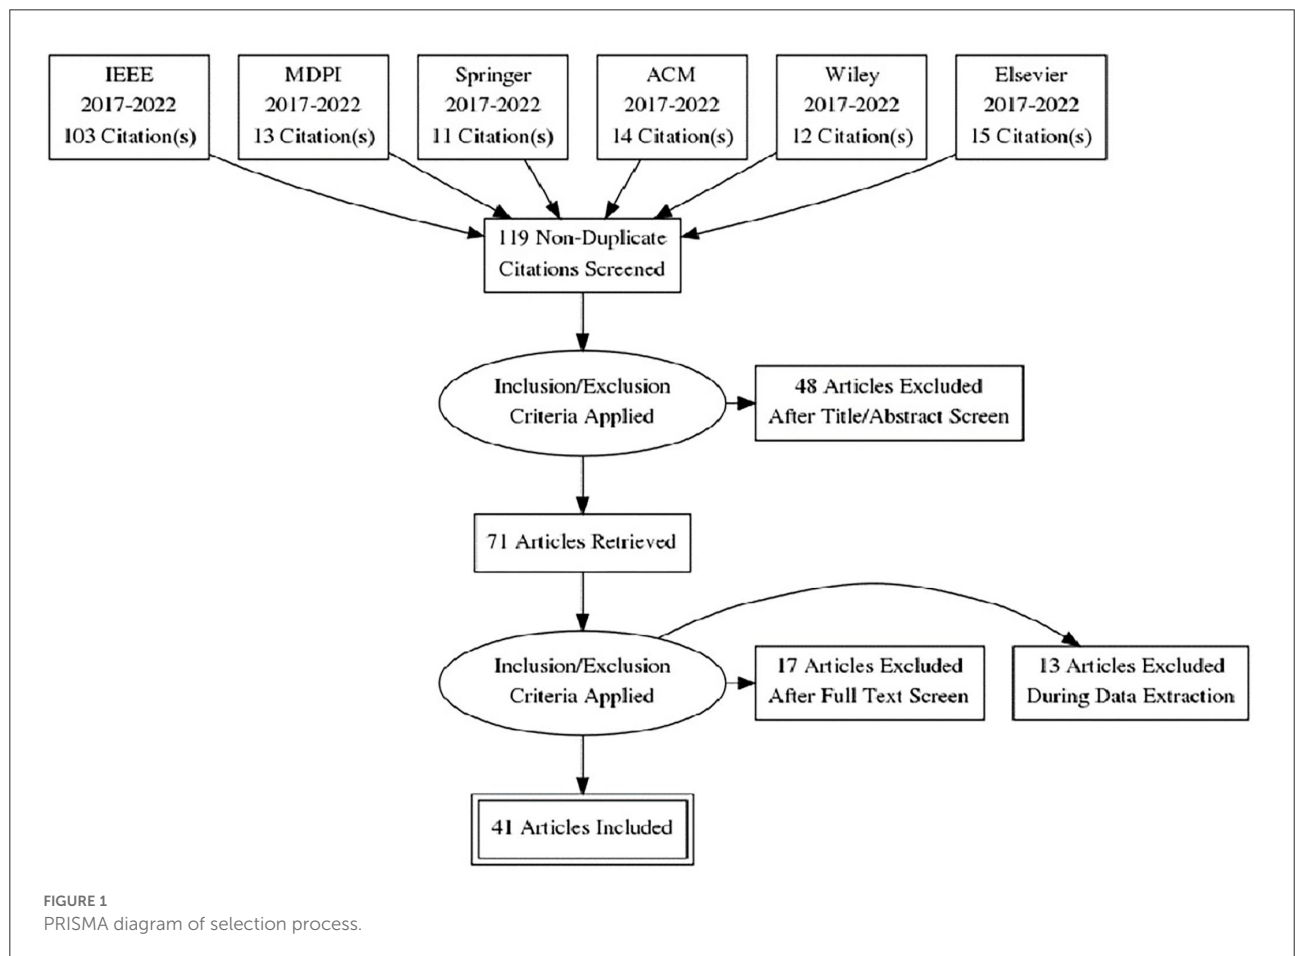 IEEE
2017-2022
103 Citation(s)
MDPI
2017-2022
13 Citation(s)
Springer
2017-2022
11 Citation(s)
ACM
2017-2022
14 Citation(s)
Wiley
2017-2022
12 Citation(s)
Elsevier
2017-2022
15 Citation(s)
119 Non-Duplicate
Citations Screened
Inclusion/Exclusion
Criteria Applied
48 Articles Excluded
After Title/Abstract Screen
71 Articles Retrieved
Inclusion/Exclusion
Criteria Applied
17 Articles Excluded
After Full Text Screen
13 Articles Excluded
During Data Extraction
41 Articles Included
FIGURE 1
PRISMA diagram of selection process.